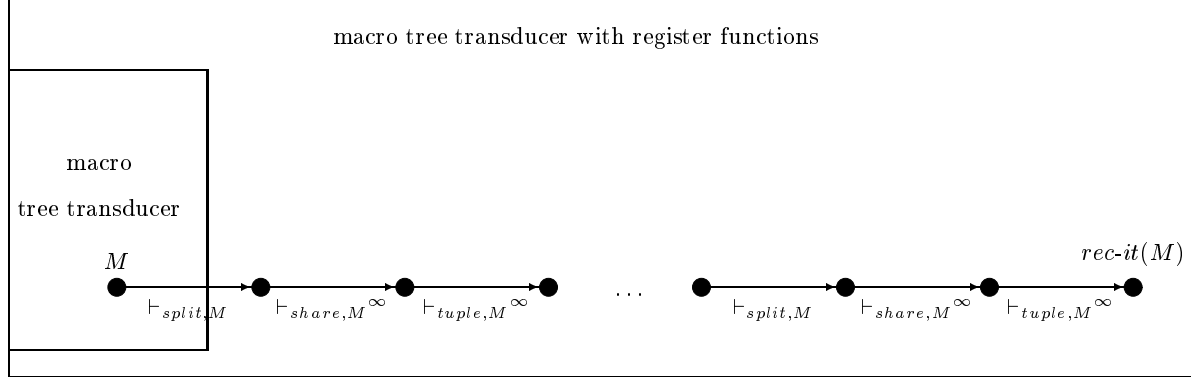 macro tree transducer with register functions
macro
tree transducer
M
rec-it(M)
...
⊢split,M ⊢share,M∞ ⊢tuple,M∞ ⊢split,M ⊢share,M∞ ⊢tuple,M∞